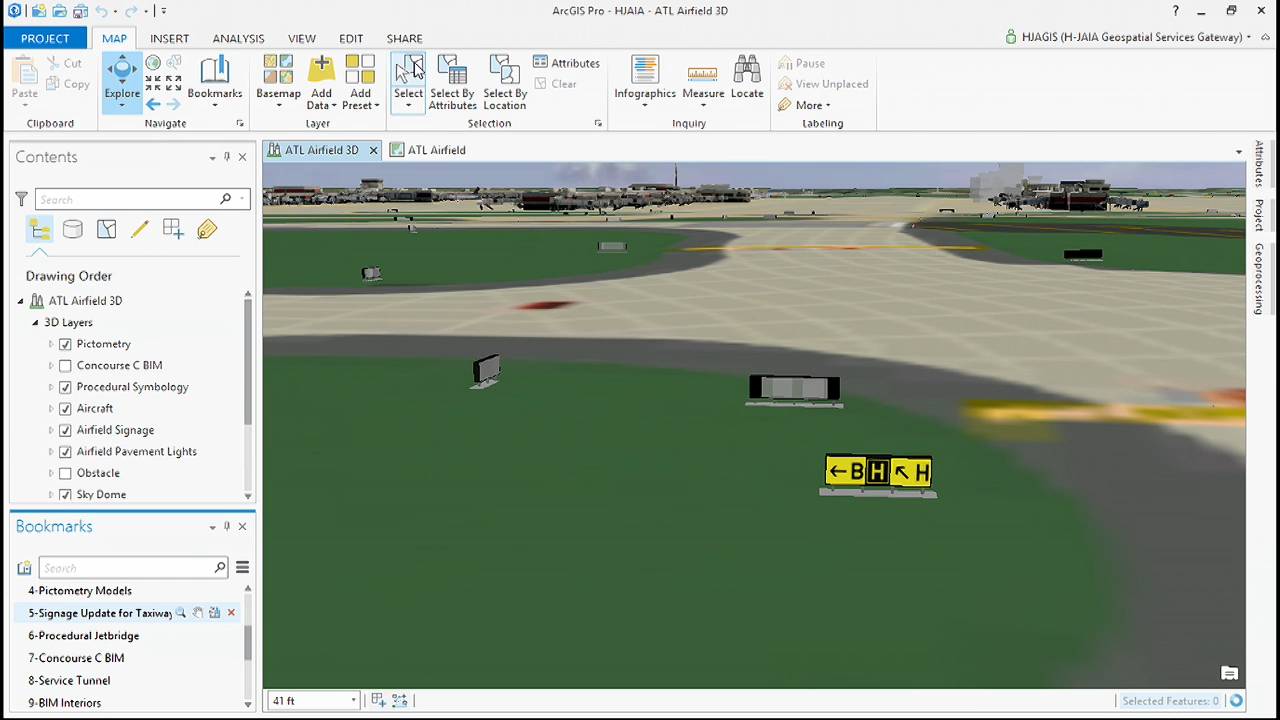 ArcGIS Pro - HJAIA - ATL Airfield 3D
?
PROJECT MAP INSERT ANALYSIS VIEW EDIT SHARE
HJAGIS (H-JAIA Geospatial Services Gateway)
Paste
Cut
Copy
Clipboard
Explore
Bookmarks
Navigate
Basemap
Add Data
Add Preset
Layer
Select
Select By Attributes
Select By Location
Attributes
Clear
Selection
Infographics
Measure
Locate
Inquiry
Pause
View Unplaced
More
Labeling
Contents
Search
Drawing Order
ATL Airfield 3D
3D Layers
Pictometry
Concourse C BIM
Procedural Symbology
Aircraft
Airfield Signage
Airfield Pavement Lights
Obstacle
Sky Dome
Bookmarks
Search
4-Pictometry Models
5-Signage Update for Taxiway
6-Procedural Jetbridge
7-Concourse C BIM
8-Service Tunnel
9-BIM Interiors
ATL Airfield 3D
ATL Airfield
←B H ↖H
41 ft
Selected Features: 0
Attributes
Project
Geoprocessing